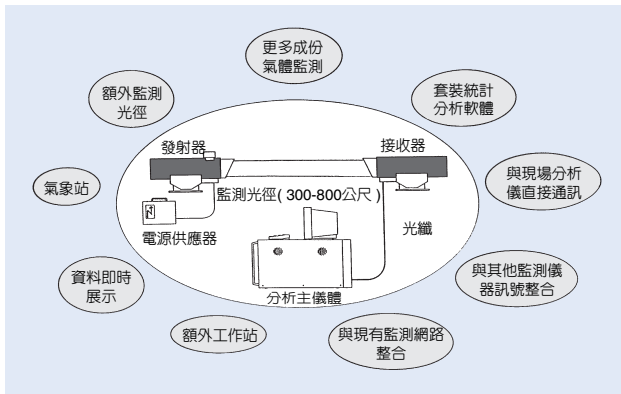 更多成份
氣體監測
額外監測
光徑
套裝統計
分析軟體
發射器
接收器
氣象站
與現場分析
儀直接通訊
監測光徑( 300-800公尺 )
電源供應器
光纖
資料即時
展示
與其他監測儀
器訊號整合
分析主儀體
額外工作站
與現有監測網路
整合